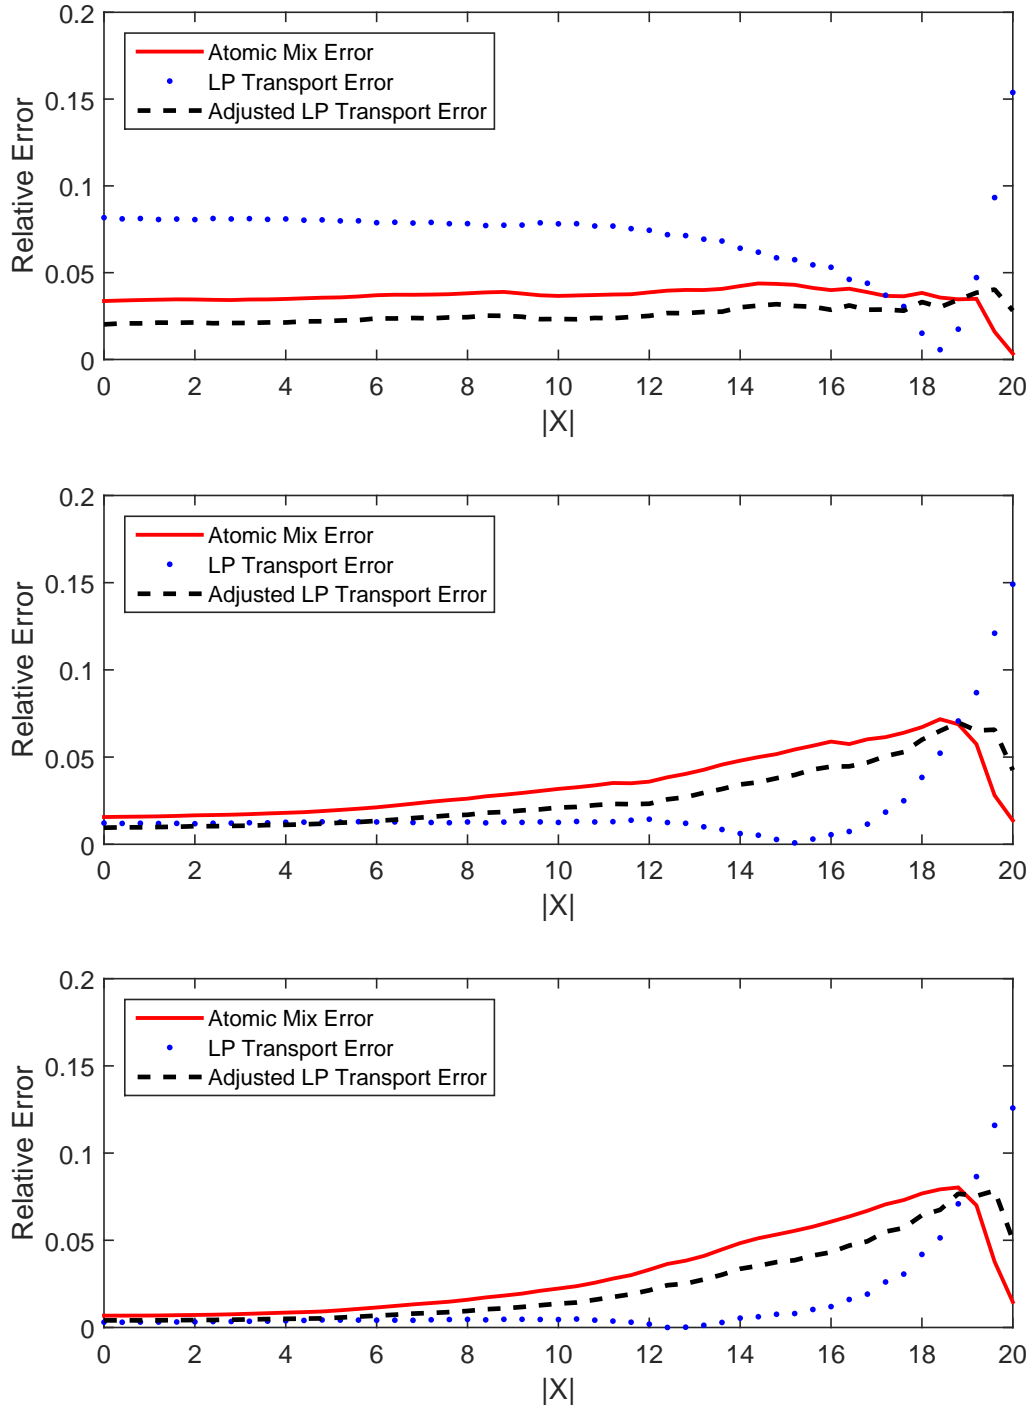 0.2
0.15
0.1
0.05
0
Relative Error
Atomic Mix Error
LP Transport Error
Adjusted LP Transport Error
0 2 4 6 8 10 12 14 16 18 20
|X|
0.2
0.15
0.1
0.05
0
Relative Error
Atomic Mix Error
LP Transport Error
Adjusted LP Transport Error
0 2 4 6 8 10 12 14 16 18 20
|X|
0.2
0.15
0.1
0.05
0
Relative Error
Atomic Mix Error
LP Transport Error
Adjusted LP Transport Error
0 2 4 6 8 10 12 14 16 18 20
|X|